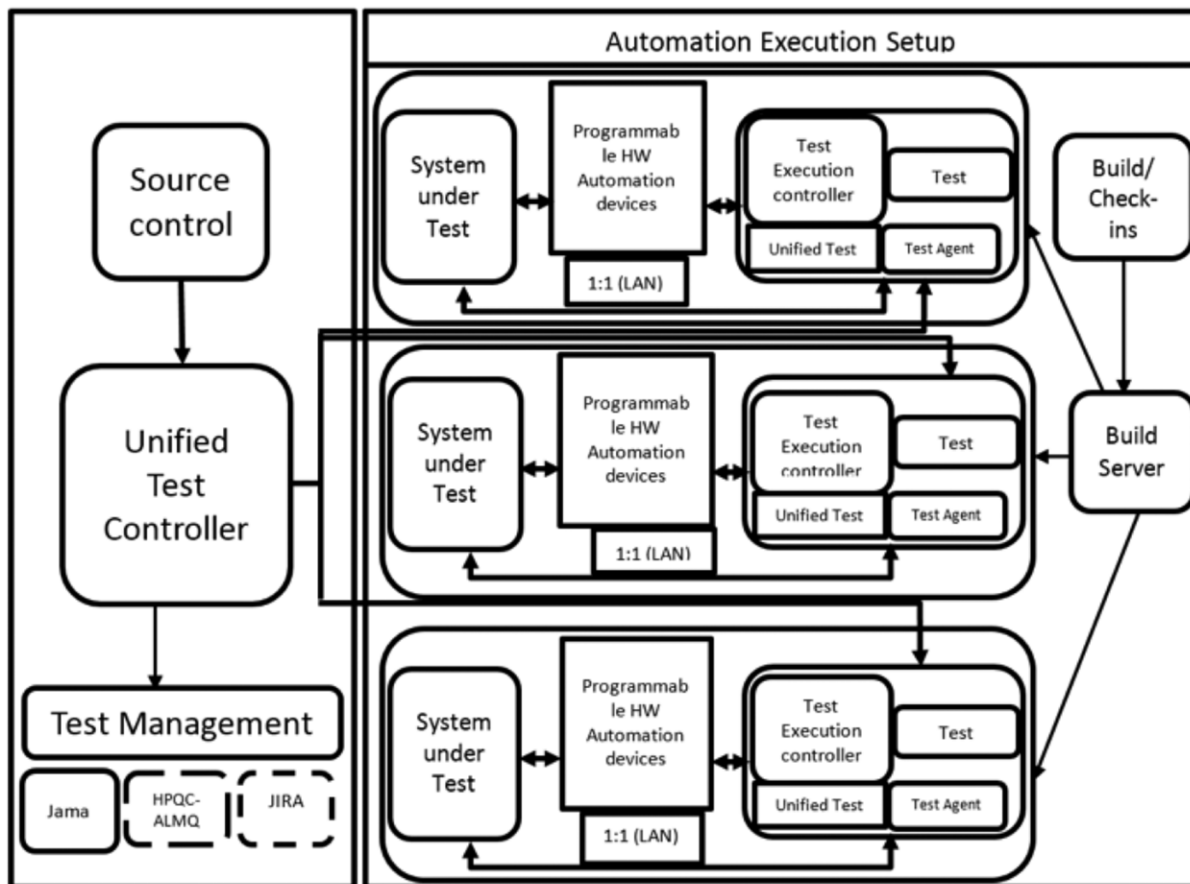 Automation Execution Setup
Source
control
Unified
Test
Controller
Test Management
Jama
HPQC-
ALMQ
JIRA
System
under
Test
Programmab
le HW
Automation
devices
1:1 (LAN)
Test
Execution
controller
Test
Unified Test
Test Agent
System
under
Test
Programmab
le HW
Automation
devices
1:1 (LAN)
Test
Execution
controller
Test
Unified Test
Test Agent
System
under
Test
Programmab
le HW
Automation
devices
1:1 (LAN)
Test
Execution
controller
Test
Unified Test
Test Agent
Build/
Check-
ins
Build
Server